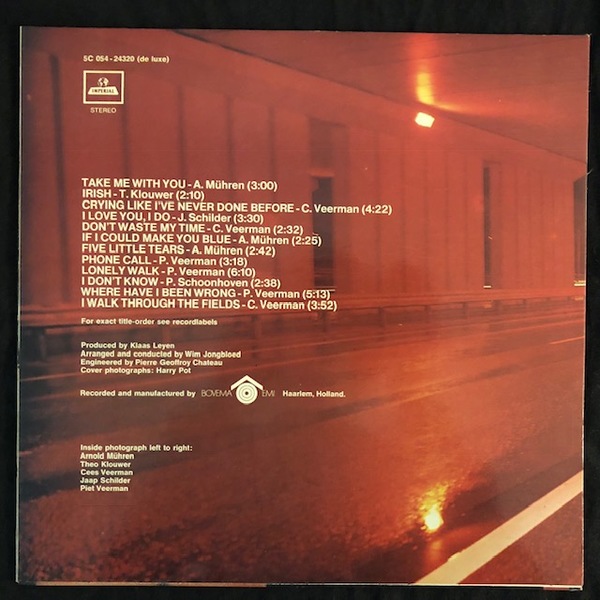 5C 054-24320 (de luxe)
IMPERIAL
STEREO
TAKE ME WITH YOU - A. Mühren (3:00)
IRISH - T. Klouwer (2:10)
CRYING LIKE I'VE NEVER DONE BEFORE - C. Veerman (4:22)
I LOVE YOU, I DO - J. Schilder (3:30)
DON'T WASTE MY TIME - C. Veerman (2:32)
IF I COULD MAKE YOU BLUE - A. Mühren (2:25)
FIVE LITTLE TEARS - A. Mühren (2:42)
PHONE CALL - P. Veerman (3:18)
LONELY WALK - P. Veerman (6:10)
I DON'T KNOW - P. Schoonhoven (2:38)
WHERE HAVE I BEEN WRONG - P. Veerman (5:13)
I WALK THROUGH THE FIELDS - C. Veerman (3:52)
For exact title-order see recordlabels
Produced by Klaas Leyen
Arranged and conducted by Wim Jongbloed
Engineered by Pierre Geoffroy Chateau
Cover photographs: Harry Pot
Recorded and manufactured by BOVEMA EMI Haarlem, Holland.
Inside photograph left to right:
Arnold Mühren
Theo Klouwer
Cees Veerman
Jaap Schilder
Piet Veerman